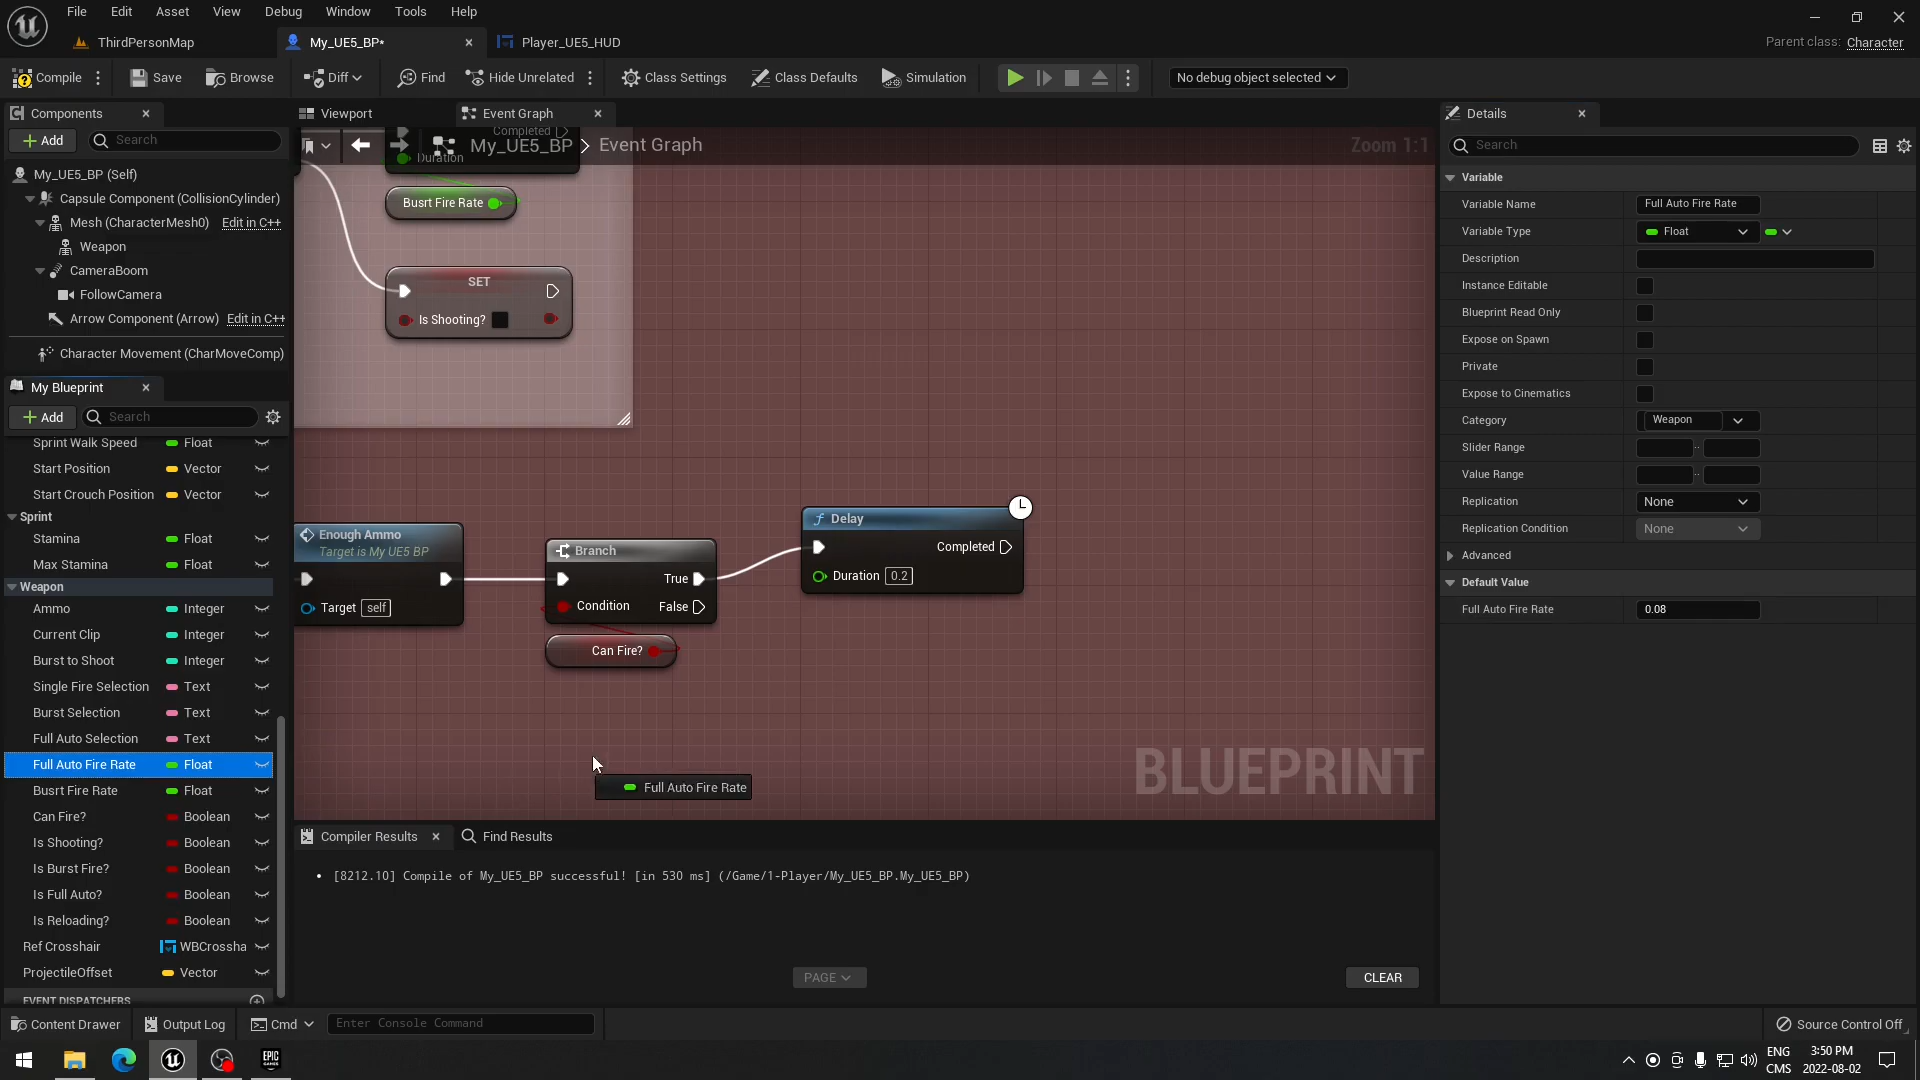 File Edit Asset View Debug Window Tools Help
ThirdPersonMap My_UE5_BP* Player_UE5_HUD
Parent class: Character
Compile Save Browse Diff Find Hide Unrelated Class Settings Class Defaults Simulation No debug object selected
Components
Add Search
My_UE5_BP (Self)
Capsule Component (CollisionCylinder)
Mesh (CharacterMesh0) Edit in C++
Weapon
CameraBoom
FollowCamera
Arrow Component (Arrow) Edit in C++
Character Movement (CharMoveComp)
My Blueprint
Add Search
Sprint Walk Speed Float
Start Position Vector
Start Crouch Position Vector
Sprint
Stamina Float
Max Stamina Float
Weapon
Ammo Integer
Current Clip Integer
Burst to Shoot Integer
Single Fire Selection Text
Burst Selection Text
Full Auto Selection Text
Full Auto Fire Rate Float
Busrt Fire Rate Float
Can Fire? Boolean
Is Shooting? Boolean
Is Burst Fire? Boolean
Is Full Auto? Boolean
Is Reloading? Boolean
Ref Crosshair WBCrossha
ProjectileOffset Vector
EVENT DISPATCHERS
Viewport Event Graph
My_UE5_BP > Event Graph
Zoom 1:1
Completed
Duration
Busrt Fire Rate
SET
Is Shooting?
Enough Ammo
Target is My UE5 BP
Target self
Branch
True
Condition False
Can Fire?
Delay
Completed
Duration 0.2
Full Auto Fire Rate
BLUEPRINT
Compiler Results Find Results
[8212.10] Compile of My_UE5_BP successful! [in 530 ms] (/Game/1-Player/My_UE5_BP.My_UE5_BP)
PAGE
CLEAR
Details
Search
Variable
Variable Name Full Auto Fire Rate
Variable Type Float
Description
Instance Editable
Blueprint Read Only
Expose on Spawn
Private
Expose to Cinematics
Category Weapon
Slider Range
Value Range
Replication None
Replication Condition None
Advanced
Default Value
Full Auto Fire Rate 0.08
Content Drawer Output Log Cmd Enter Console Command
Source Control Off
EPIC
GAMES
ENG
CMS
3:50 PM
2022-08-02